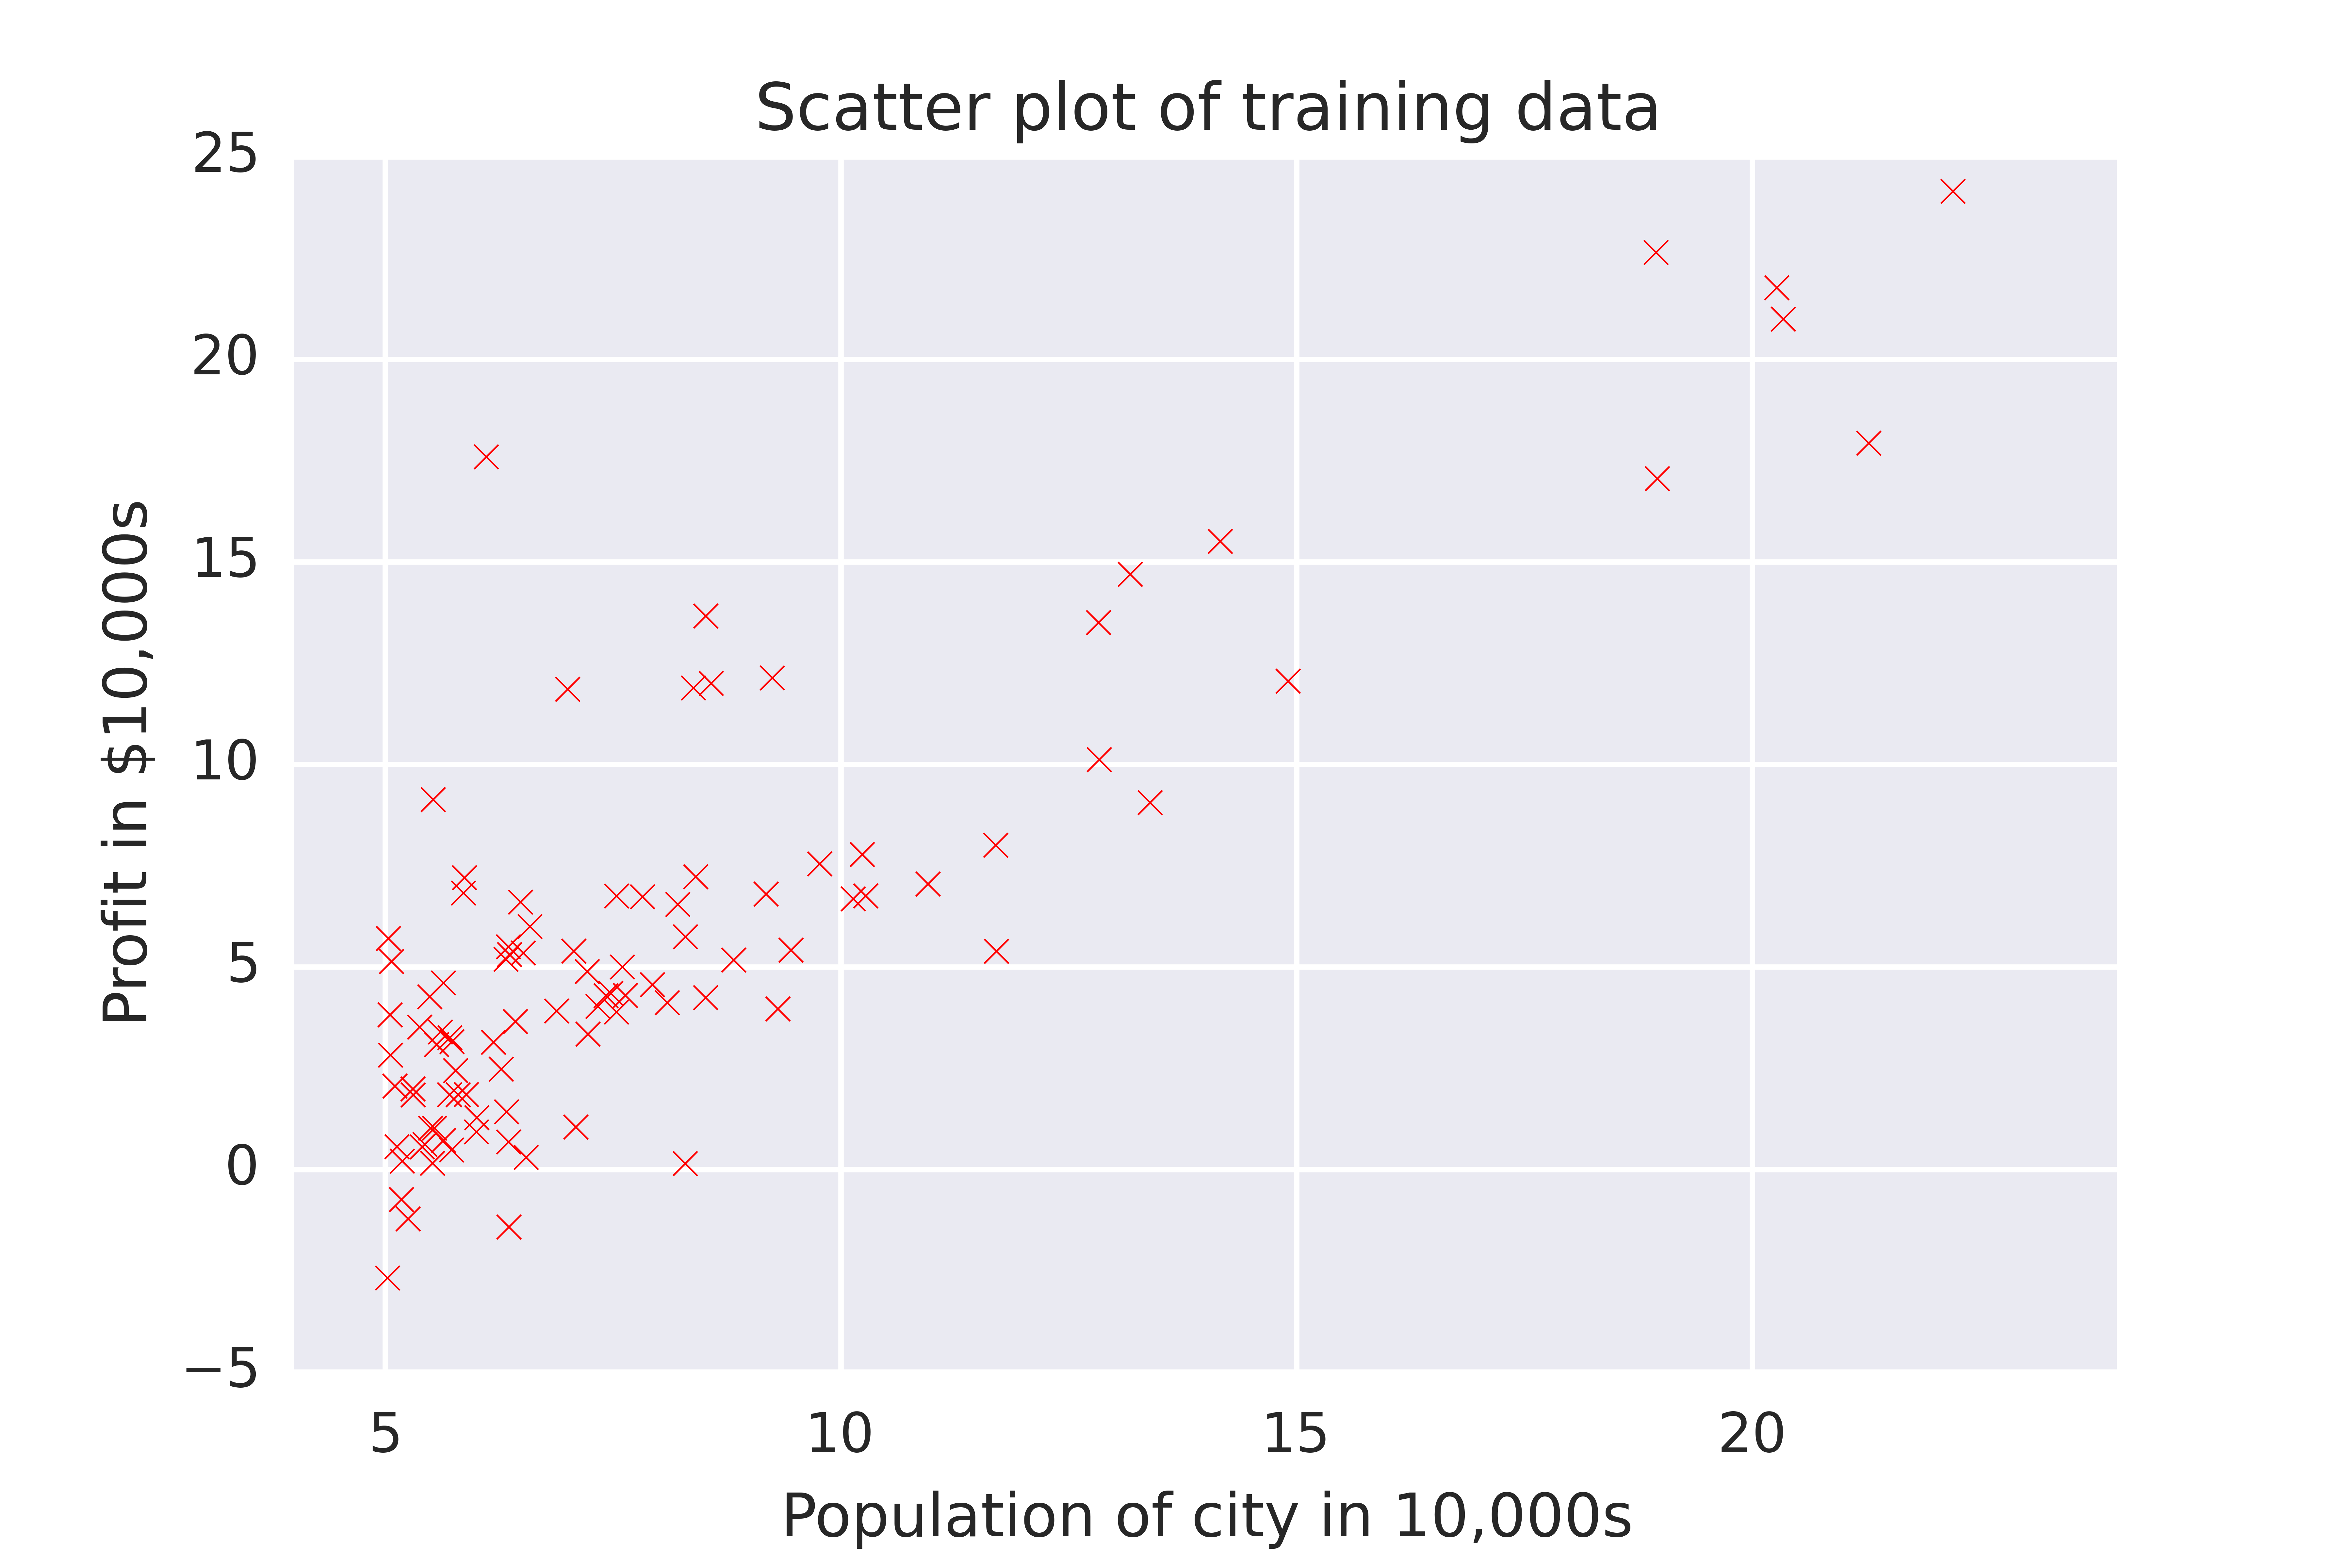 Scatter plot of training data
25
20
15
10
5
0
−5
Profit in $10,000s
5 10 15 20
Population of city in 10,000s